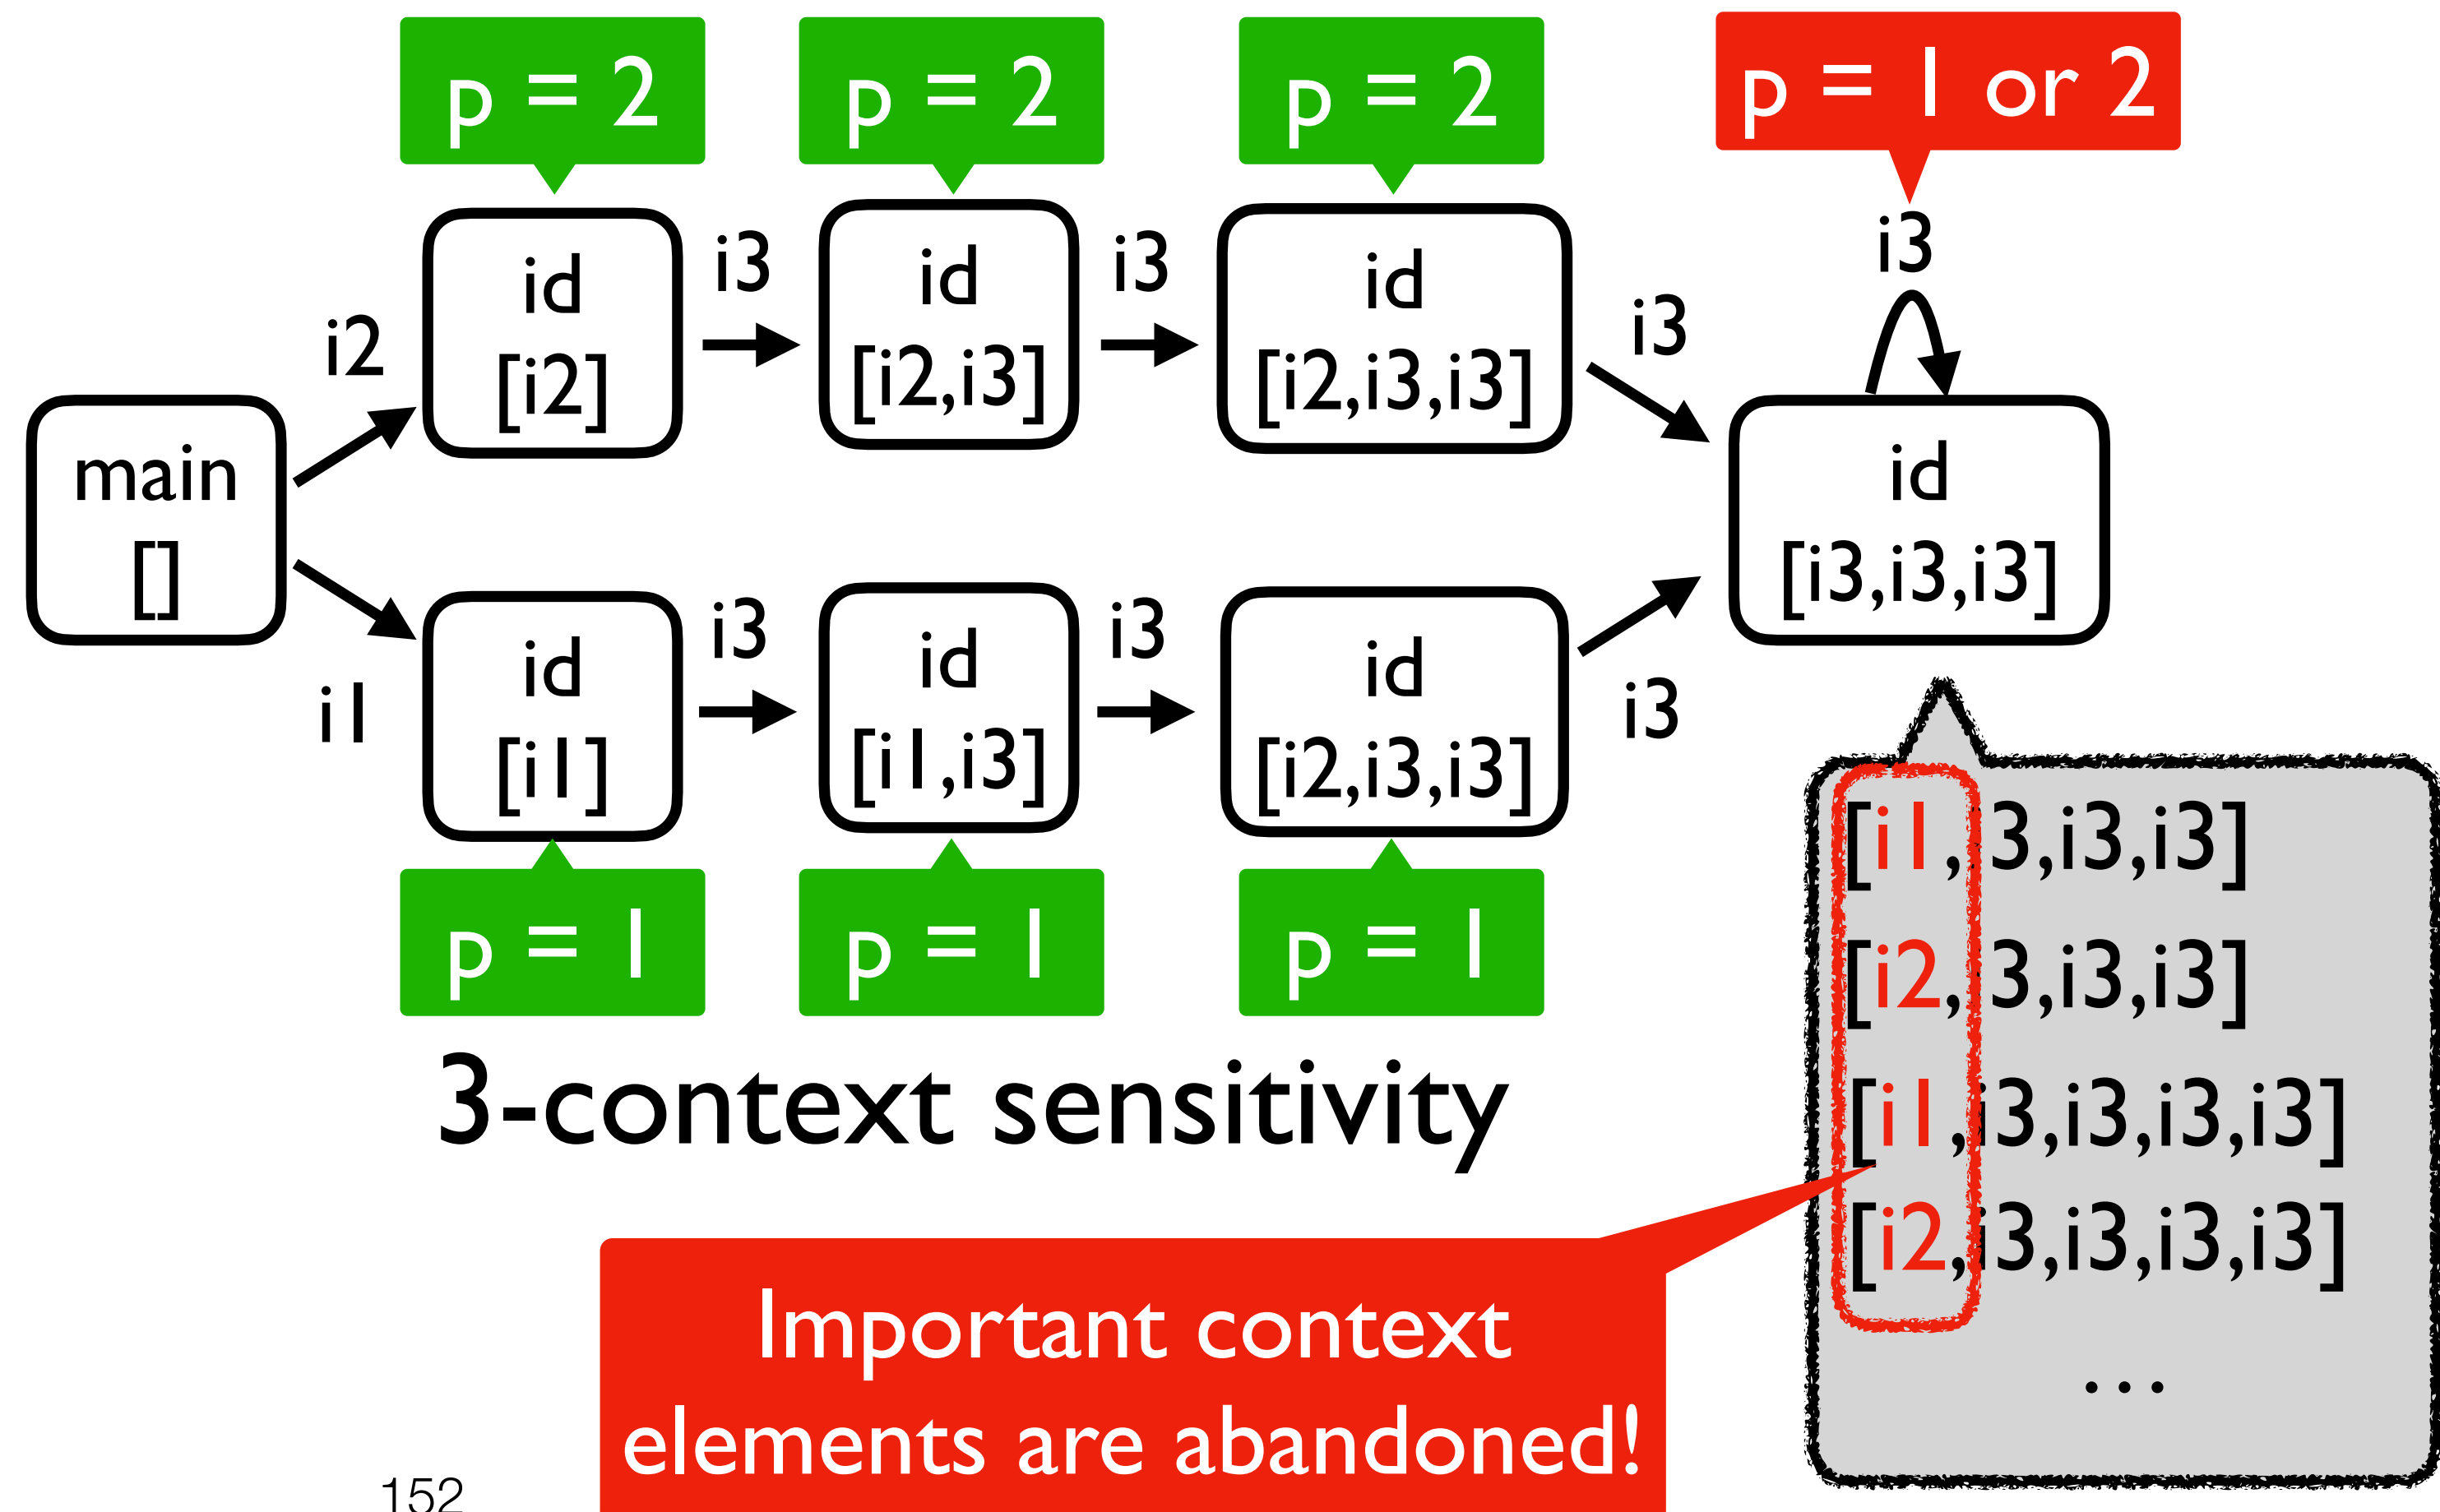 p = 2
p = 2
p = 2
p = 1 or 2
i2
id
[i2]
i3
id
[i2,i3]
i3
id
[i2,i3,i3]
i3
i3
main
[]
id
[i3,i3,i3]
i1
id
[i1]
i3
id
[i1,i3]
i3
id
[i2,i3,i3]
i3
p = 1
p = 1
p = 1
3-context sensitivity
[i1,3,i3,i3]
[i2,3,i3,i3]
[i1,i3,i3,i3,i3]
[i2,i3,i3,i3,i3]
...
Important context
elements are abandoned!
152